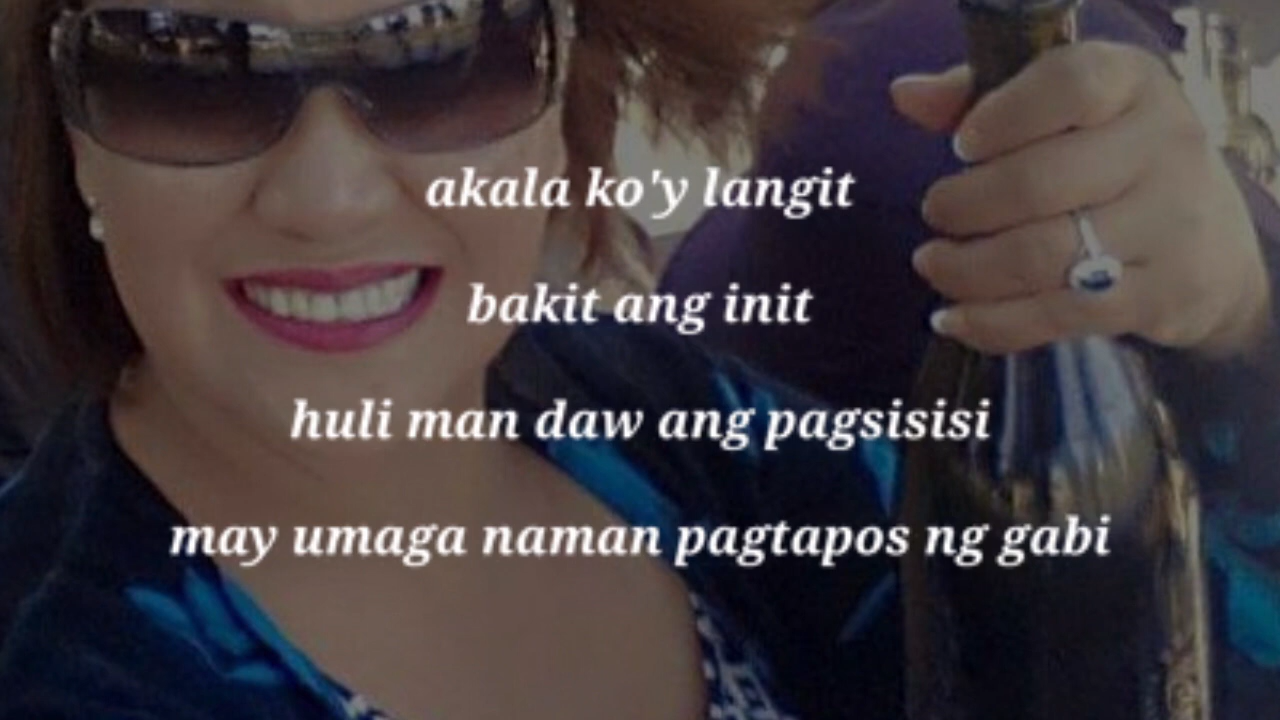 akala ko'y langit
bakit ang init
huli man daw ang pagsisisi
may umaga naman pagtapos ng gabi